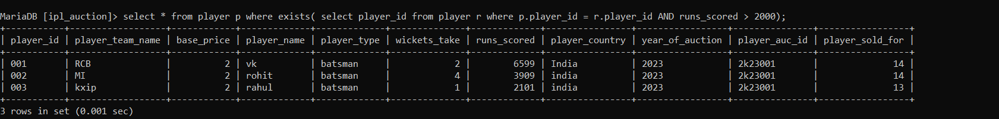 MariaDB [ipl_auction]> select * from player p where exists( select player_id from player r where p.player_id = r.player_id AND runs_scored > 2000);
+-----------+------------------+------------+-------------+-------------+--------------+-------------+----------------+-----------------+---------------+-----------------+
| player_id | player_team_name | base_price | player_name | player_type | wickets_take | runs_scored | player_country | year_of_auction | player_auc_id | player_sold_for |
+-----------+------------------+------------+-------------+-------------+--------------+-------------+----------------+-----------------+---------------+-----------------+
| 001       | RCB              |          2 | vk          | batsman     |            2 |        6599 | India          | 2023            | 2k23001       |              14 |
| 002       | MI               |          2 | rohit       | batsman     |            4 |        3909 | india          | 2023            | 2k23001       |              14 |
| 003       | kxip             |          2 | rahul       | batsman     |            1 |        2101 | india          | 2023            | 2k23001       |              13 |
+-----------+------------------+------------+-------------+-------------+--------------+-------------+----------------+-----------------+---------------+-----------------+
3 rows in set (0.001 sec)